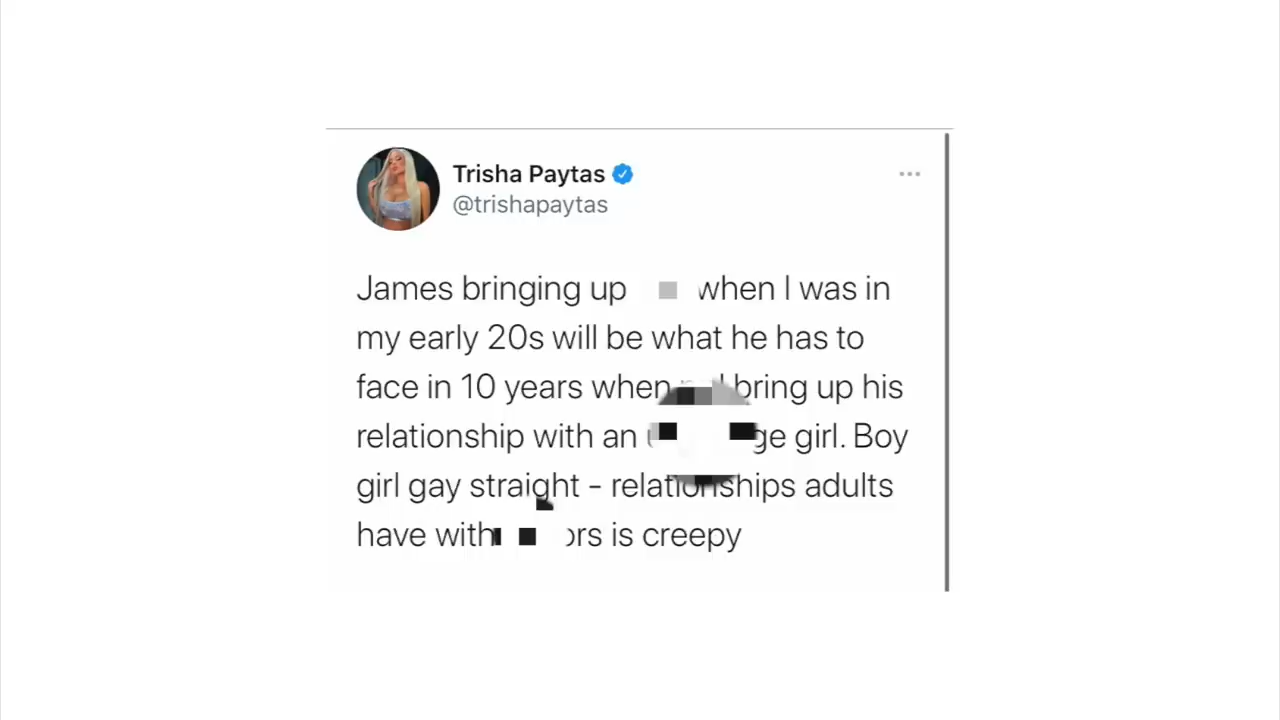 Trisha Paytas
@trishapaytas
James bringing up when I was in
my early 20s will be what he has to
face in 10 years when bring up his
relationship with an girl. Boy
girl gay straight - relationships adults
have with is creepy